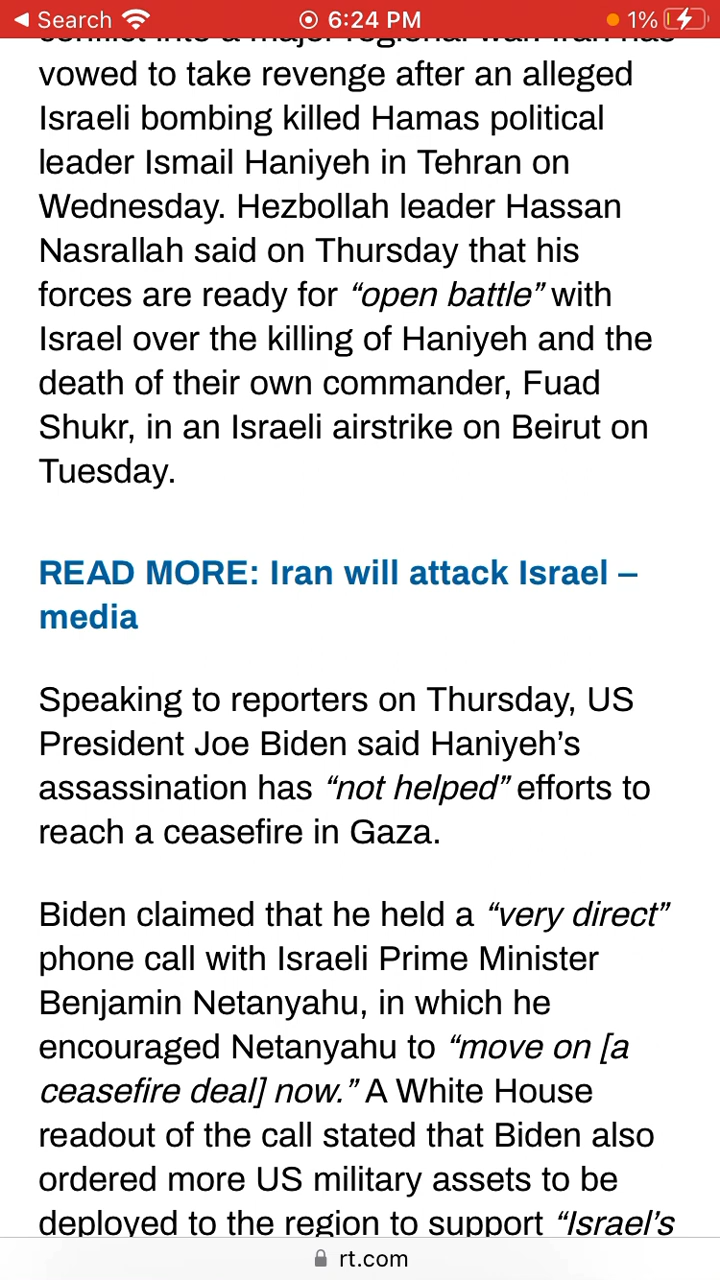 Search 6:24 PM 1%
conflict into a major regional war. Iran has
vowed to take revenge after an alleged
Israeli bombing killed Hamas political
leader Ismail Haniyeh in Tehran on
Wednesday. Hezbollah leader Hassan
Nasrallah said on Thursday that his
forces are ready for “open battle” with
Israel over the killing of Haniyeh and the
death of their own commander, Fuad
Shukr, in an Israeli airstrike on Beirut on
Tuesday.
READ MORE: Iran will attack Israel –
media
Speaking to reporters on Thursday, US
President Joe Biden said Haniyeh’s
assassination has “not helped” efforts to
reach a ceasefire in Gaza.
Biden claimed that he held a “very direct”
phone call with Israeli Prime Minister
Benjamin Netanyahu, in which he
encouraged Netanyahu to “move on [a
ceasefire deal] now.” A White House
readout of the call stated that Biden also
ordered more US military assets to be
deployed to the region to support “Israel’s
rt.com